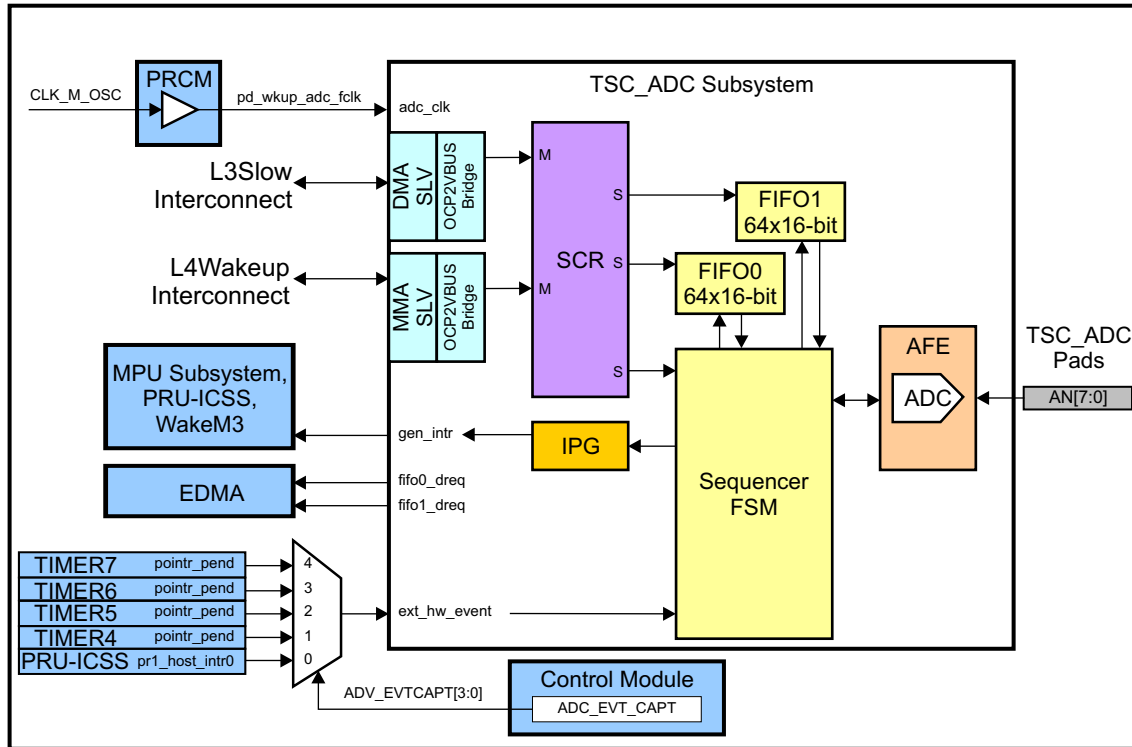 PRCM
TSC_ADC Subsystem
CLK_M_OSC
pd_wkup_adc_fclk
adc_clk
L3Slow
Interconnect
DMA
SLV
OCP2VBUS
Bridge
M
S
FIFO1
64x16-bit
SCR
S
FIFO0
64x16-bit
L4Wakeup
Interconnect
MMA
SLV
OCP2VBUS
Bridge
M
S
AFE
ADC
TSC_ADC
Pads
AN[7:0]
MPU Subsystem,
PRU-ICSS,
WakeM3
gen_intr
IPG
Sequencer
FSM
EDMA
fifo0_dreq
fifo1_dreq
TIMER7 pointr_pend 4
TIMER6 pointr_pend 3
TIMER5 pointr_pend 2
TIMER4 pointr_pend 1
PRU-ICSS pr1_host_intr0 0
ext_hw_event
Control Module
ADV_EVTCAPT[3:0]
ADC_EVT_CAPT